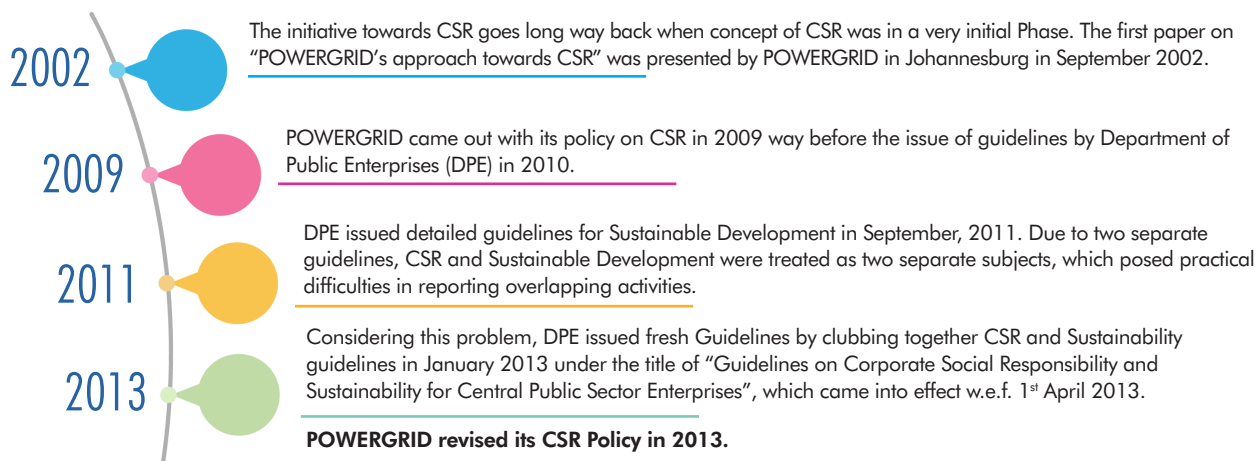 2002
The initiative towards CSR goes long way back when concept of CSR was in a very initial Phase. The first paper on
“POWERGRID’s approach towards CSR” was presented by POWERGRID in Johannesburg in September 2002.
2009
POWERGRID came out with its policy on CSR in 2009 way before the issue of guidelines by Department of
Public Enterprises (DPE) in 2010.
2011
DPE issued detailed guidelines for Sustainable Development in September, 2011. Due to two separate
guidelines, CSR and Sustainable Development were treated as two separate subjects, which posed practical
difficulties in reporting overlapping activities.
2013
Considering this problem, DPE issued fresh Guidelines by clubbing together CSR and Sustainability
guidelines in January 2013 under the title of “Guidelines on Corporate Social Responsibility and
Sustainability for Central Public Sector Enterprises”, which came into effect w.e.f. 1st April 2013.
POWERGRID revised its CSR Policy in 2013.